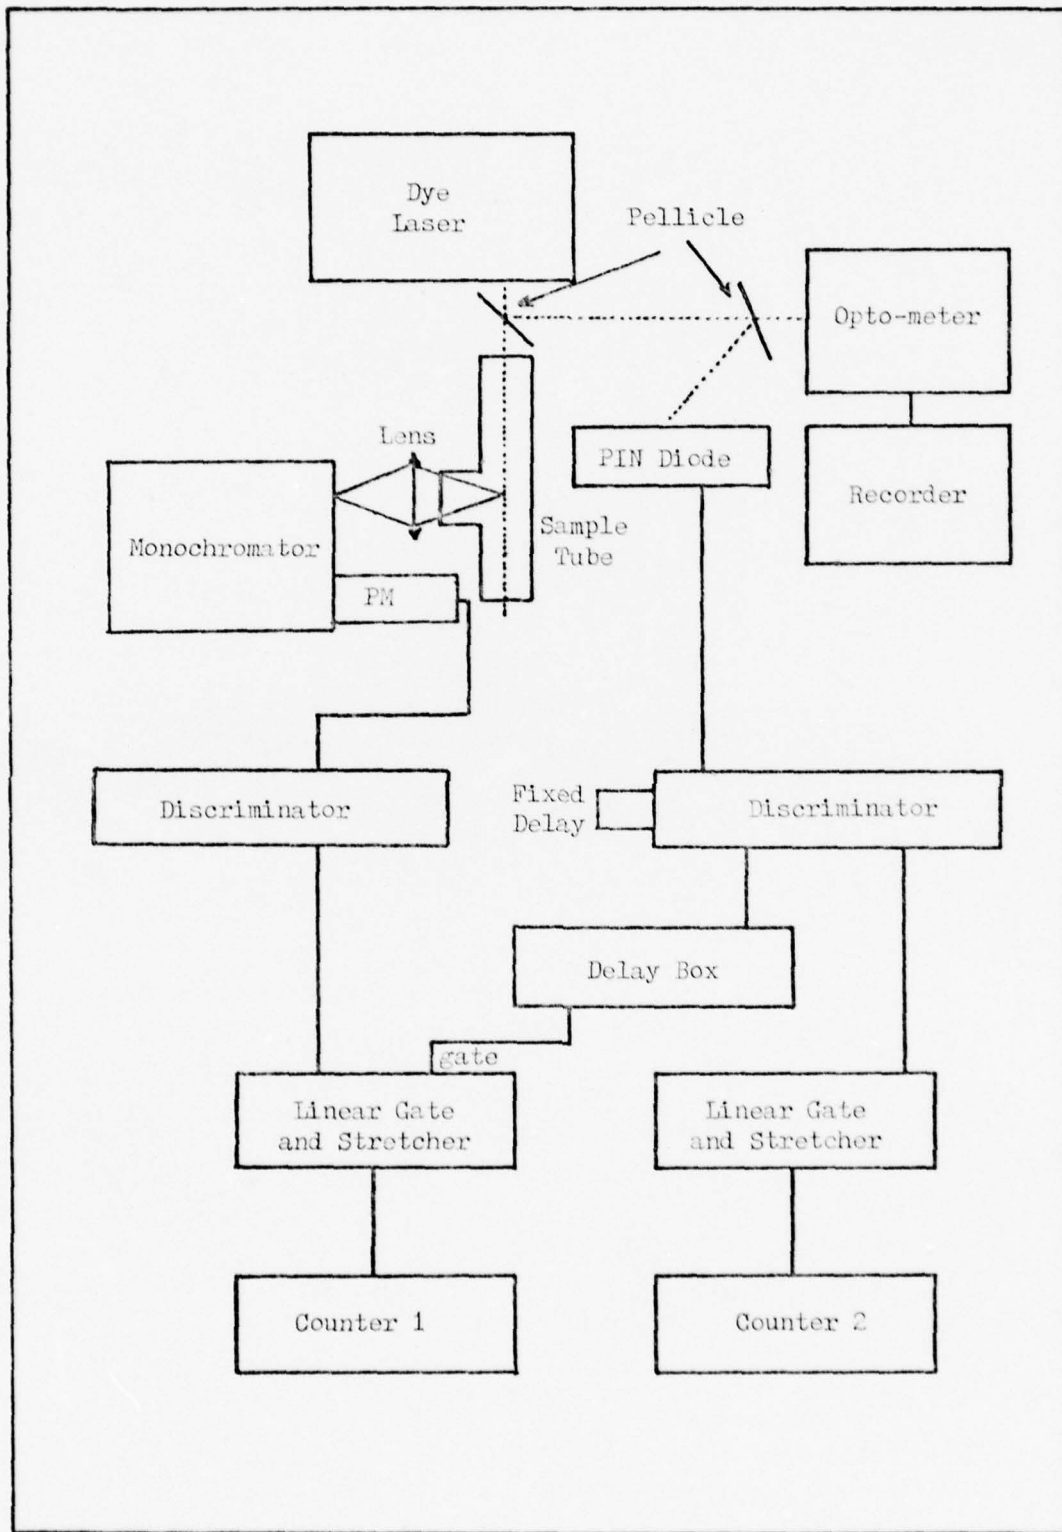 Dye
Laser
Pellicle
Opto-meter
Lens
PIN Diode
Recorder
Monochromator
Sample
Tube
PM
Discriminator
Fixed
Delay
Discriminator
Delay Box
gate
Linear Gate
and Stretcher
Linear Gate
and Stretcher
Counter 1
Counter 2